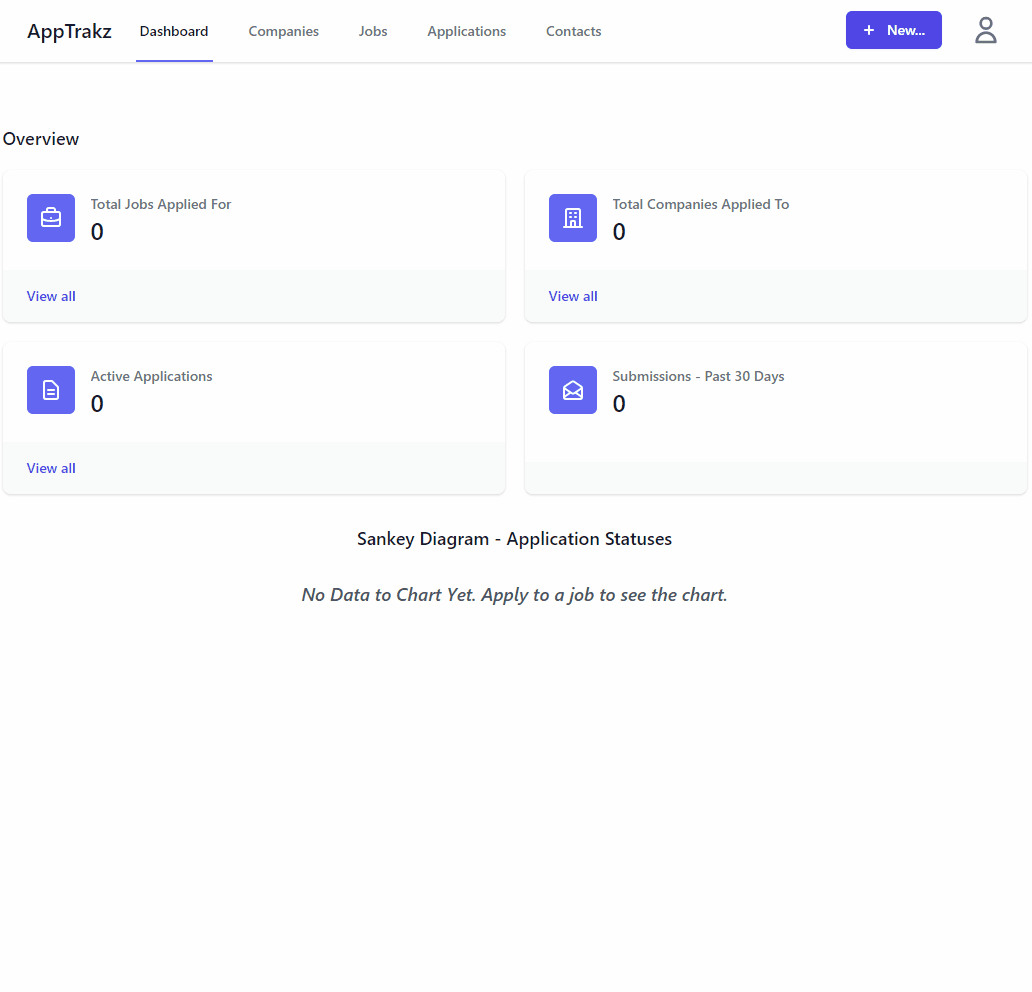 AppTrakz Dashboard Companies Jobs Applications Contacts + New...
Overview
Total Jobs Applied For
0
View all
Total Companies Applied To
0
View all
Active Applications
0
View all
Submissions - Past 30 Days
0
Sankey Diagram - Application Statuses
No Data to Chart Yet. Apply to a job to see the chart.